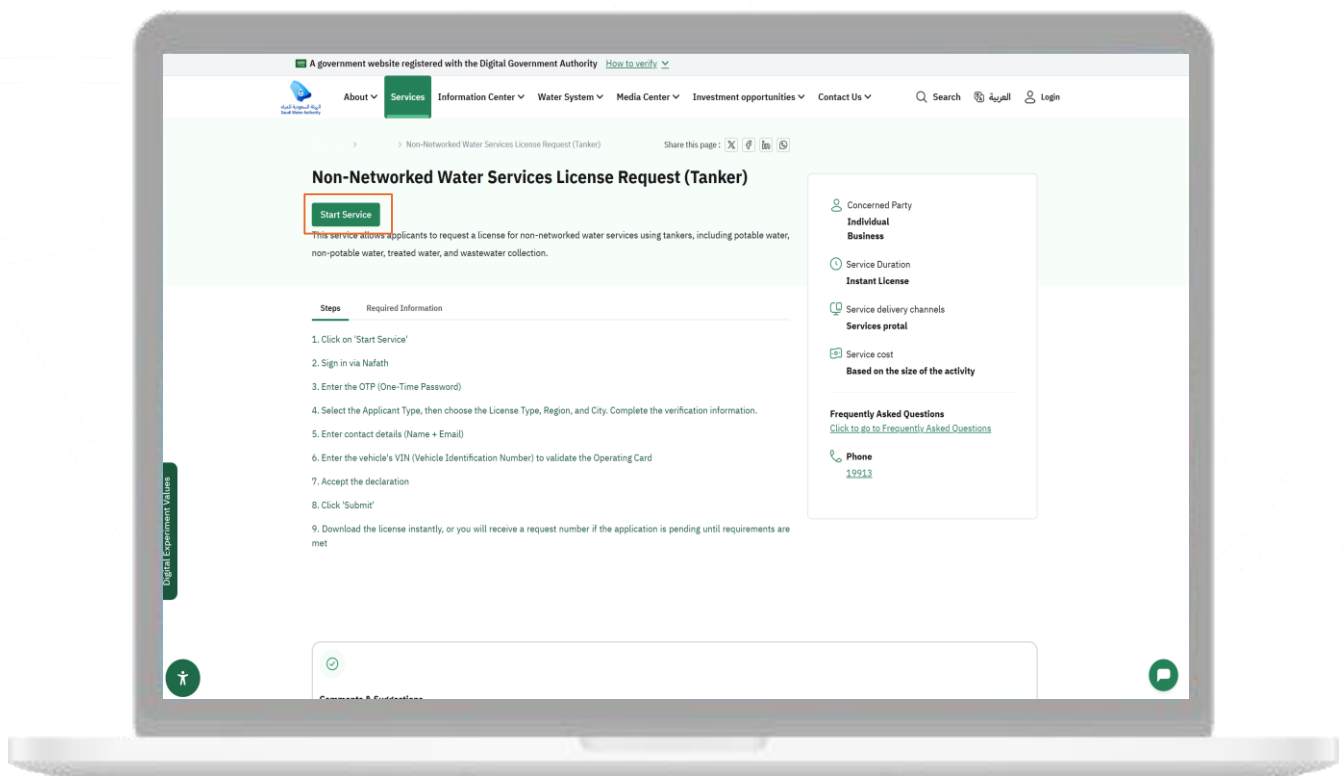 A government website registered with the Digital Government Authority How to verify
الهيئة السعودية للمياه
Saudi Water Authority
About Services Information Center Water System Media Center Investment opportunities Contact Us Search العربية Login
> > Non-Networked Water Services License Request (Tanker) Share this page :
Non-Networked Water Services License Request (Tanker)
Start Service
This service allows applicants to request a license for non-networked water services using tankers, including potable water,
non-potable water, treated water, and wastewater collection.
Steps Required Information
1. Click on 'Start Service'
2. Sign in via Nafath
3. Enter the OTP (One-Time Password)
4. Select the Applicant Type, then choose the License Type, Region, and City. Complete the verification information.
5. Enter contact details (Name + Email)
6. Enter the vehicle's VIN (Vehicle Identification Number) to validate the Operating Card
7. Accept the declaration
8. Click 'Submit'
9. Download the license instantly, or you will receive a request number if the application is pending until requirements are
met
Concerned Party
Individual
Business
Service Duration
Instant License
Service delivery channels
Services protal
Service cost
Based on the size of the activity
Frequently Asked Questions
Click to go to Frequently Asked Questions
Phone
19913
Digital Experiment Values
Comments & Suggestions